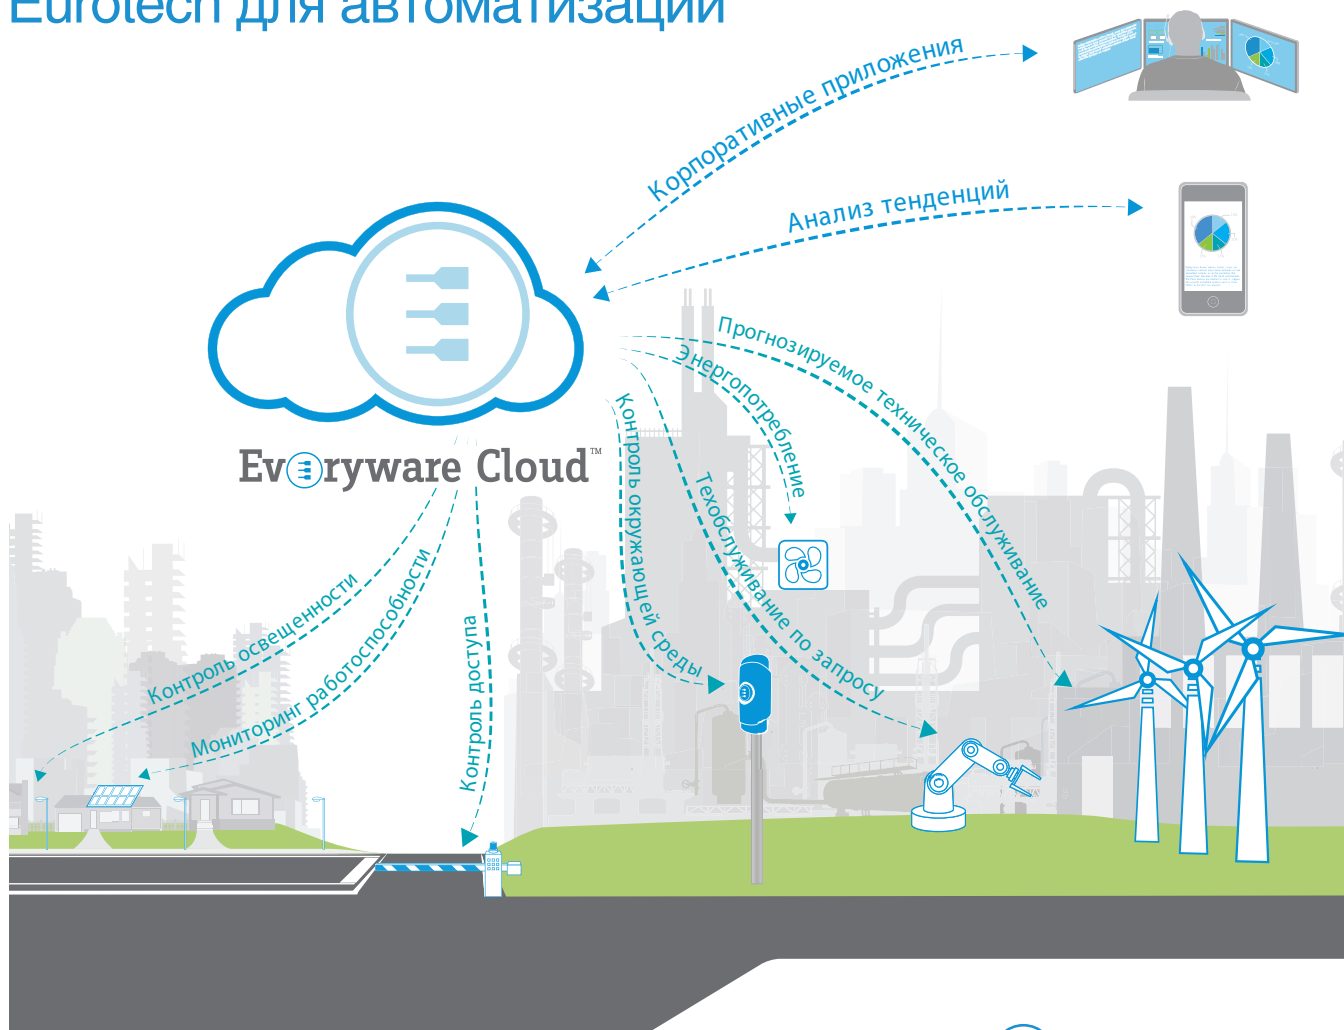 Eurotech для автоматизации
Корпоративные приложения
Анализ тенденций
Прогнозируемое техническое обслуживание
Энергопотребление
Техобслуживание по запросу
Контроль окружающей среды
Everyware Cloud™
Контроль освещенности
Мониторинг работоспособности
Контроль доступа